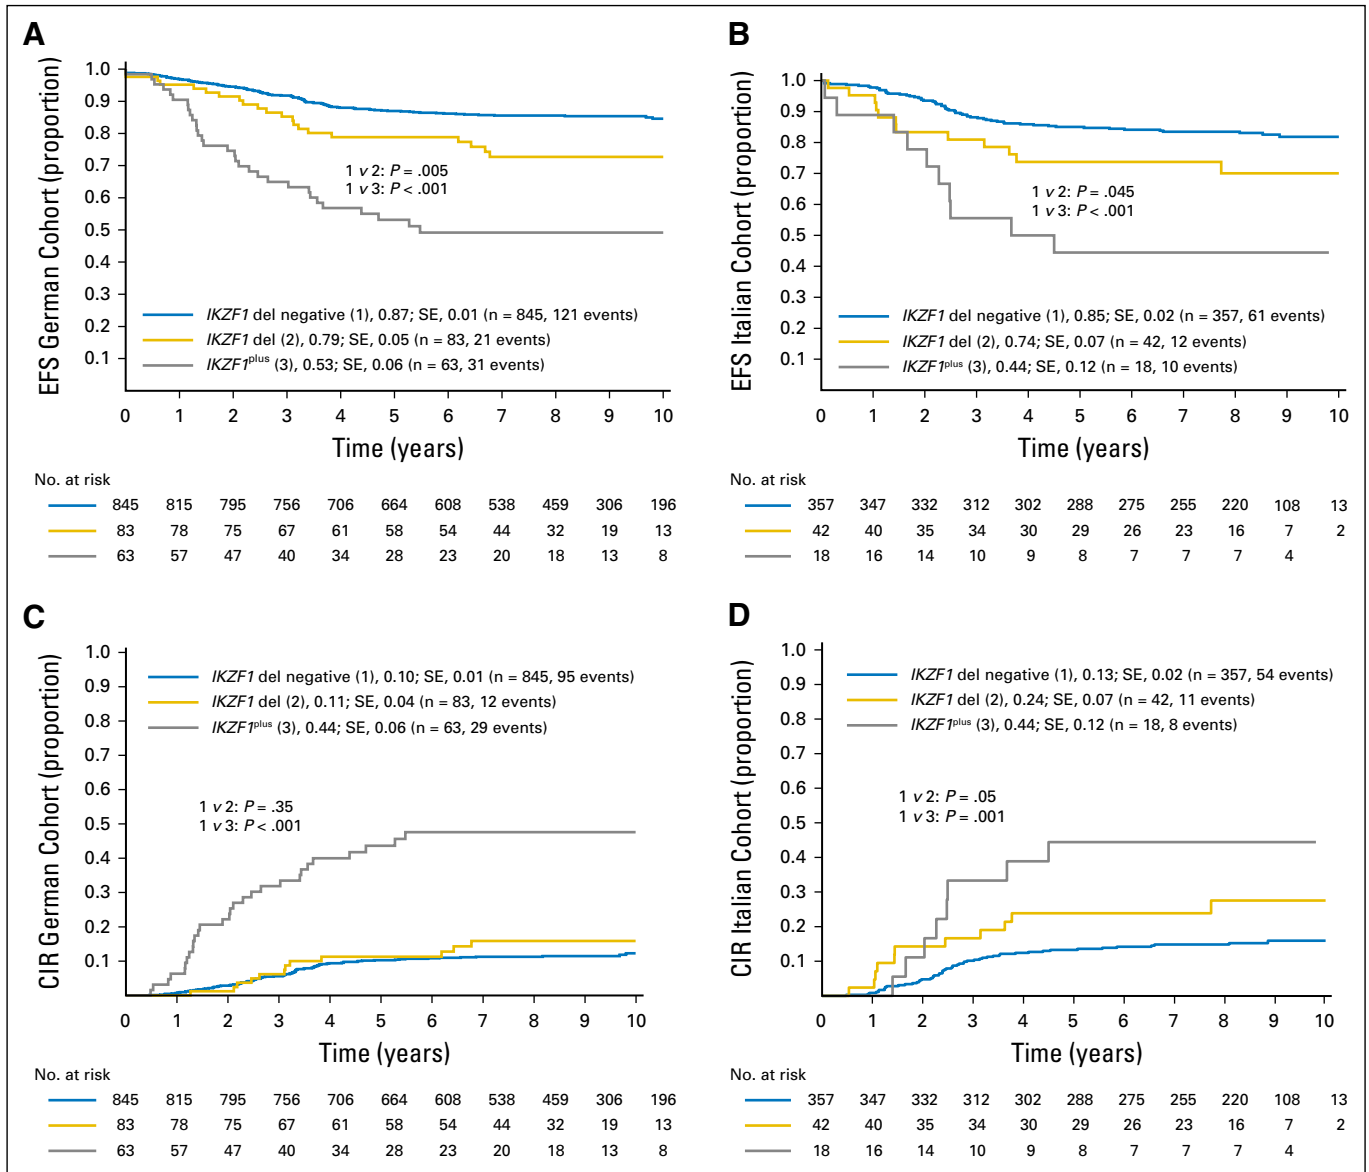 A
EFS German Cohort (proportion)
1.0
0.9
0.8
0.7
0.6
0.5
0.4
0.3
0.2
0.1
1 v 2: P = .005
1 v 3: P < .001
IKZF1 del negative (1), 0.87; SE, 0.01 (n = 845, 121 events)
IKZF1 del (2), 0.79; SE, 0.05 (n = 83, 21 events)
IKZF1plus (3), 0.53; SE, 0.06 (n = 63, 31 events)
0 1 2 3 4 5 6 7 8 9 10
Time (years)
No. at risk
845 815 795 756 706 664 608 538 459 306 196
83 78 75 67 61 58 54 44 32 19 13
63 57 47 40 34 28 23 20 18 13 8
B
EFS Italian Cohort (proportion)
1.0
0.9
0.8
0.7
0.6
0.5
0.4
0.3
0.2
0.1
1 v 2: P = .045
1 v 3: P < .001
IKZF1 del negative (1), 0.85; SE, 0.02 (n = 357, 61 events)
IKZF1 del (2), 0.74; SE, 0.07 (n = 42, 12 events)
IKZF1plus (3), 0.44; SE, 0.12 (n = 18, 10 events)
0 1 2 3 4 5 6 7 8 9 10
Time (years)
No. at risk
357 347 332 312 302 288 275 255 220 108 13
42 40 35 34 30 29 26 23 16 7 2
18 16 14 10 9 8 7 7 7 4
C
CIR German Cohort (proportion)
1.0
0.9
0.8
0.7
0.6
0.5
0.4
0.3
0.2
0.1
IKZF1 del negative (1), 0.10; SE, 0.01 (n = 845, 95 events)
IKZF1 del (2), 0.11; SE, 0.04 (n = 83, 12 events)
IKZF1plus (3), 0.44; SE, 0.06 (n = 63, 29 events)
1 v 2: P = .35
1 v 3: P < .001
0 1 2 3 4 5 6 7 8 9 10
Time (years)
No. at risk
845 815 795 756 706 664 608 538 459 306 196
83 78 75 67 61 58 54 44 32 19 13
63 57 47 40 34 28 23 20 18 13 8
D
CIR Italian Cohort (proportion)
1.0
0.9
0.8
0.7
0.6
0.5
0.4
0.3
0.2
0.1
IKZF1 del negative (1), 0.13; SE, 0.02 (n = 357, 54 events)
IKZF1 del (2), 0.24; SE, 0.07 (n = 42, 11 events)
IKZF1plus (3), 0.44; SE, 0.12 (n = 18, 8 events)
1 v 2: P = .05
1 v 3: P = .001
0 1 2 3 4 5 6 7 8 9 10
Time (years)
No. at risk
357 347 332 312 302 288 275 255 220 108 13
42 40 35 34 30 29 26 23 16 7 2
18 16 14 10 9 8 7 7 7 4